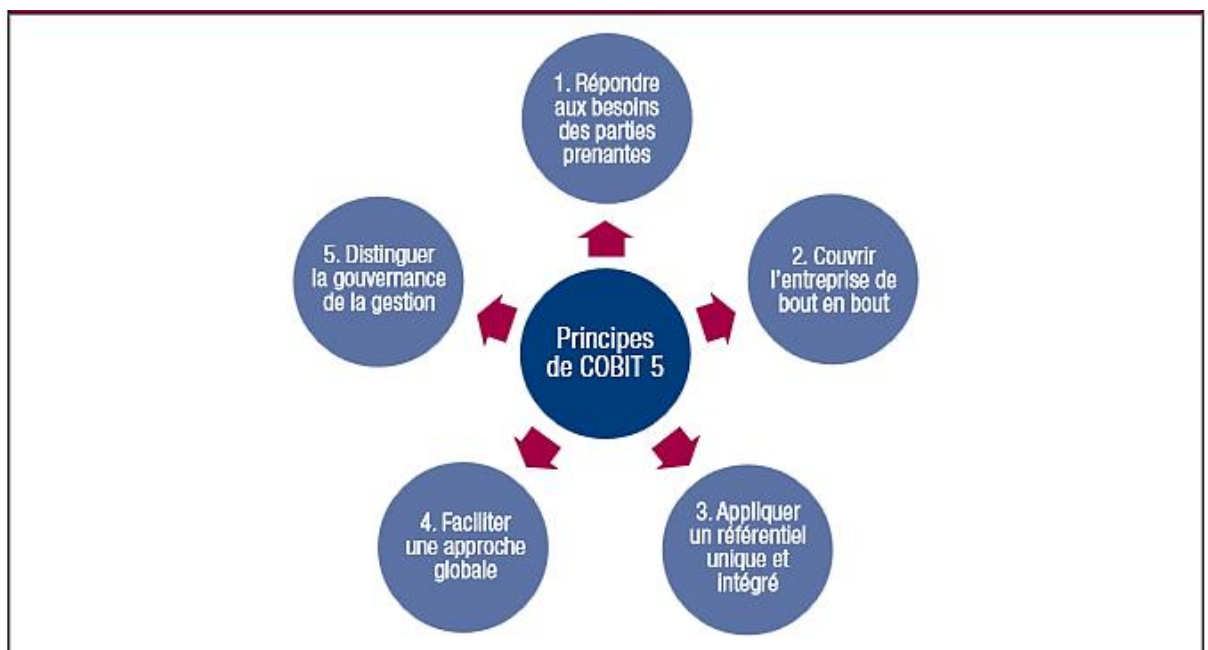 1. Répondre
aux besoins
des parties
prenantes
5. Distinguer
la gouvernance
de la gestion
2. Couvrir
l'entreprise de
bout en bout
Principes
de COBIT 5
4. Faciliter
une approche
globale
3. Appliquer
un référentiel
unique et
intégré